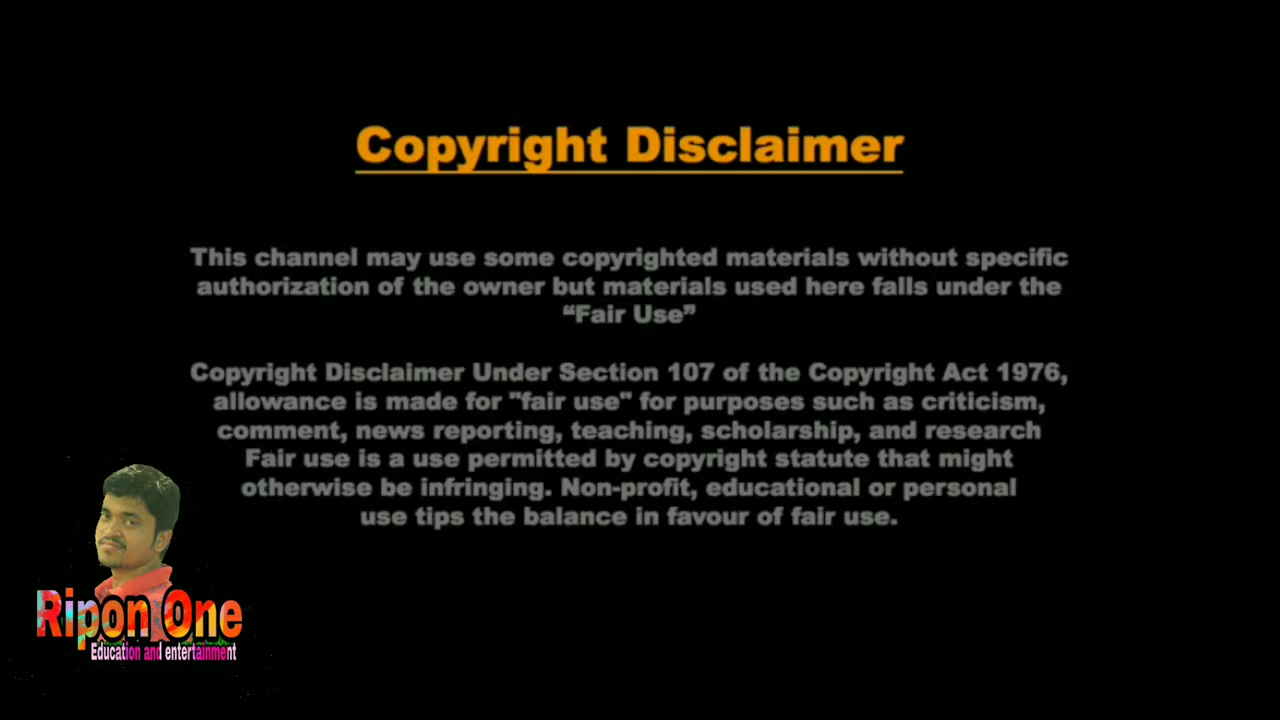 Copyright Disclaimer
This channel may use some copyrighted materials without specific
authorization of the owner but materials used here falls under the
“Fair Use”
Copyright Disclaimer Under Section 107 of the Copyright Act 1976,
allowance is made for "fair use" for purposes such as criticism,
comment, news reporting, teaching, scholarship, and research
Fair use is a use permitted by copyright statute that might
otherwise be infringing. Non-profit, educational or personal
use tips the balance in favour of fair use.
Ripon One
Education and entertainment